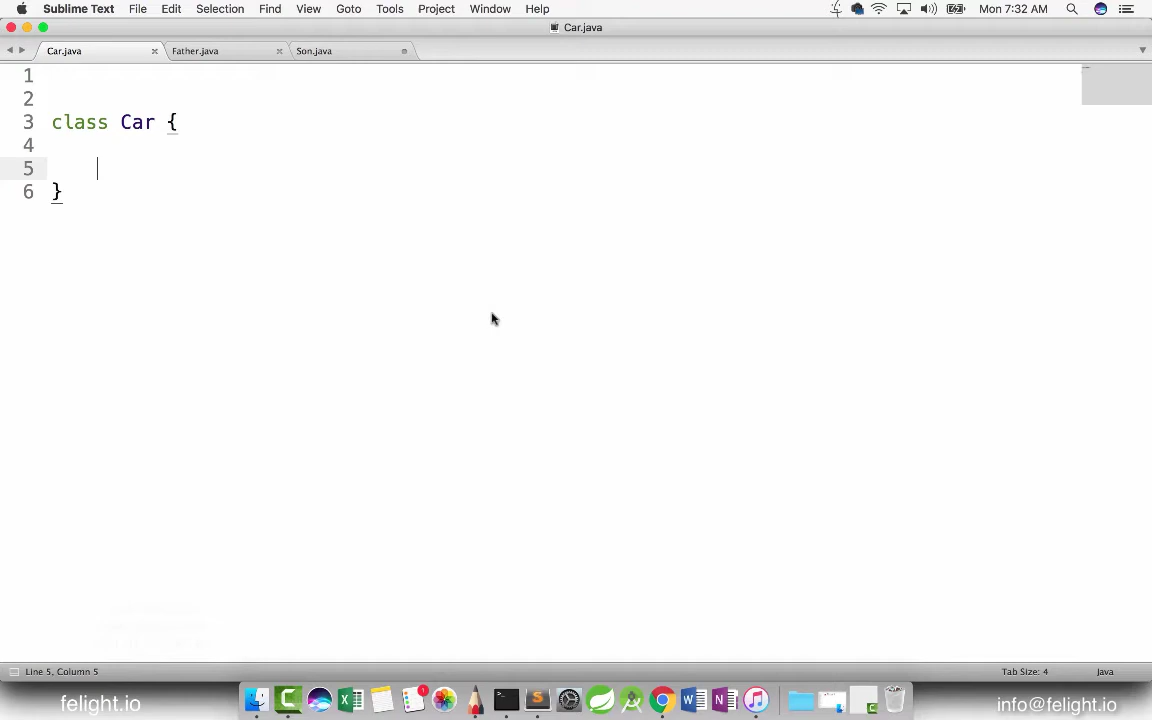 Sublime Text File Edit Selection Find View Goto Tools Project Window Help Mon 7:32 AM
Car.java
Car.java Father.java Son.java
1
2
3 class Car {
4
5
6 }
Line 5, Column 5 Tab Size: 4 Java
felight.io info@felight.io